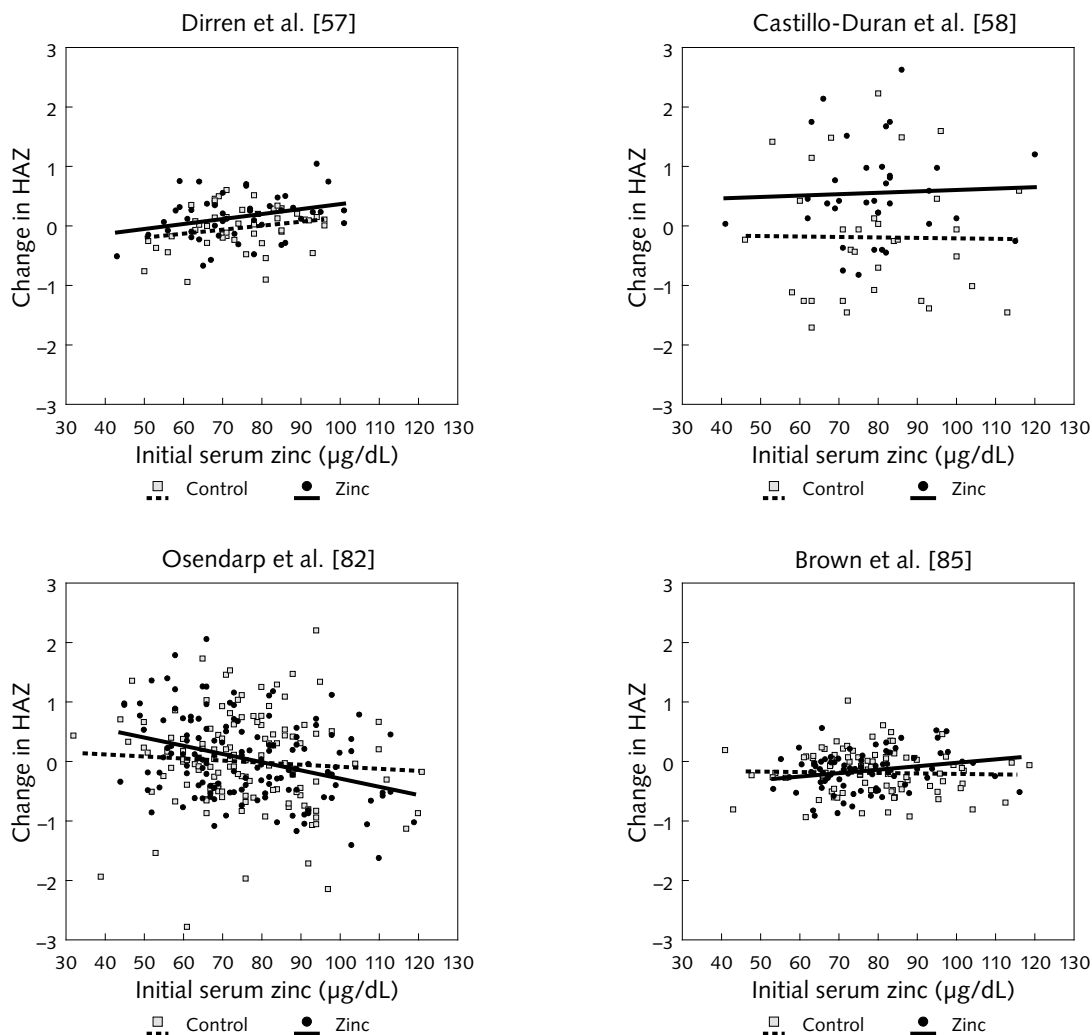 Dirren et al. [57]
3
2
1
0
−1
−2
−3
Change in HAZ
30 40 50 60 70 80 90 100 110 120 130
Initial serum zinc (µg/dL)
Control Zinc
Castillo-Duran et al. [58]
3
2
1
0
−1
−2
−3
Change in HAZ
30 40 50 60 70 80 90 100 110 120 130
Initial serum zinc (µg/dL)
Control Zinc
Osendarp et al. [82]
3
2
1
0
−1
−2
−3
Change in HAZ
30 40 50 60 70 80 90 100 110 120 130
Initial serum zinc (µg/dL)
Control Zinc
Brown et al. [85]
3
2
1
0
−1
−2
−3
Change in HAZ
30 40 50 60 70 80 90 100 110 120 130
Initial serum zinc (µg/dL)
Control Zinc